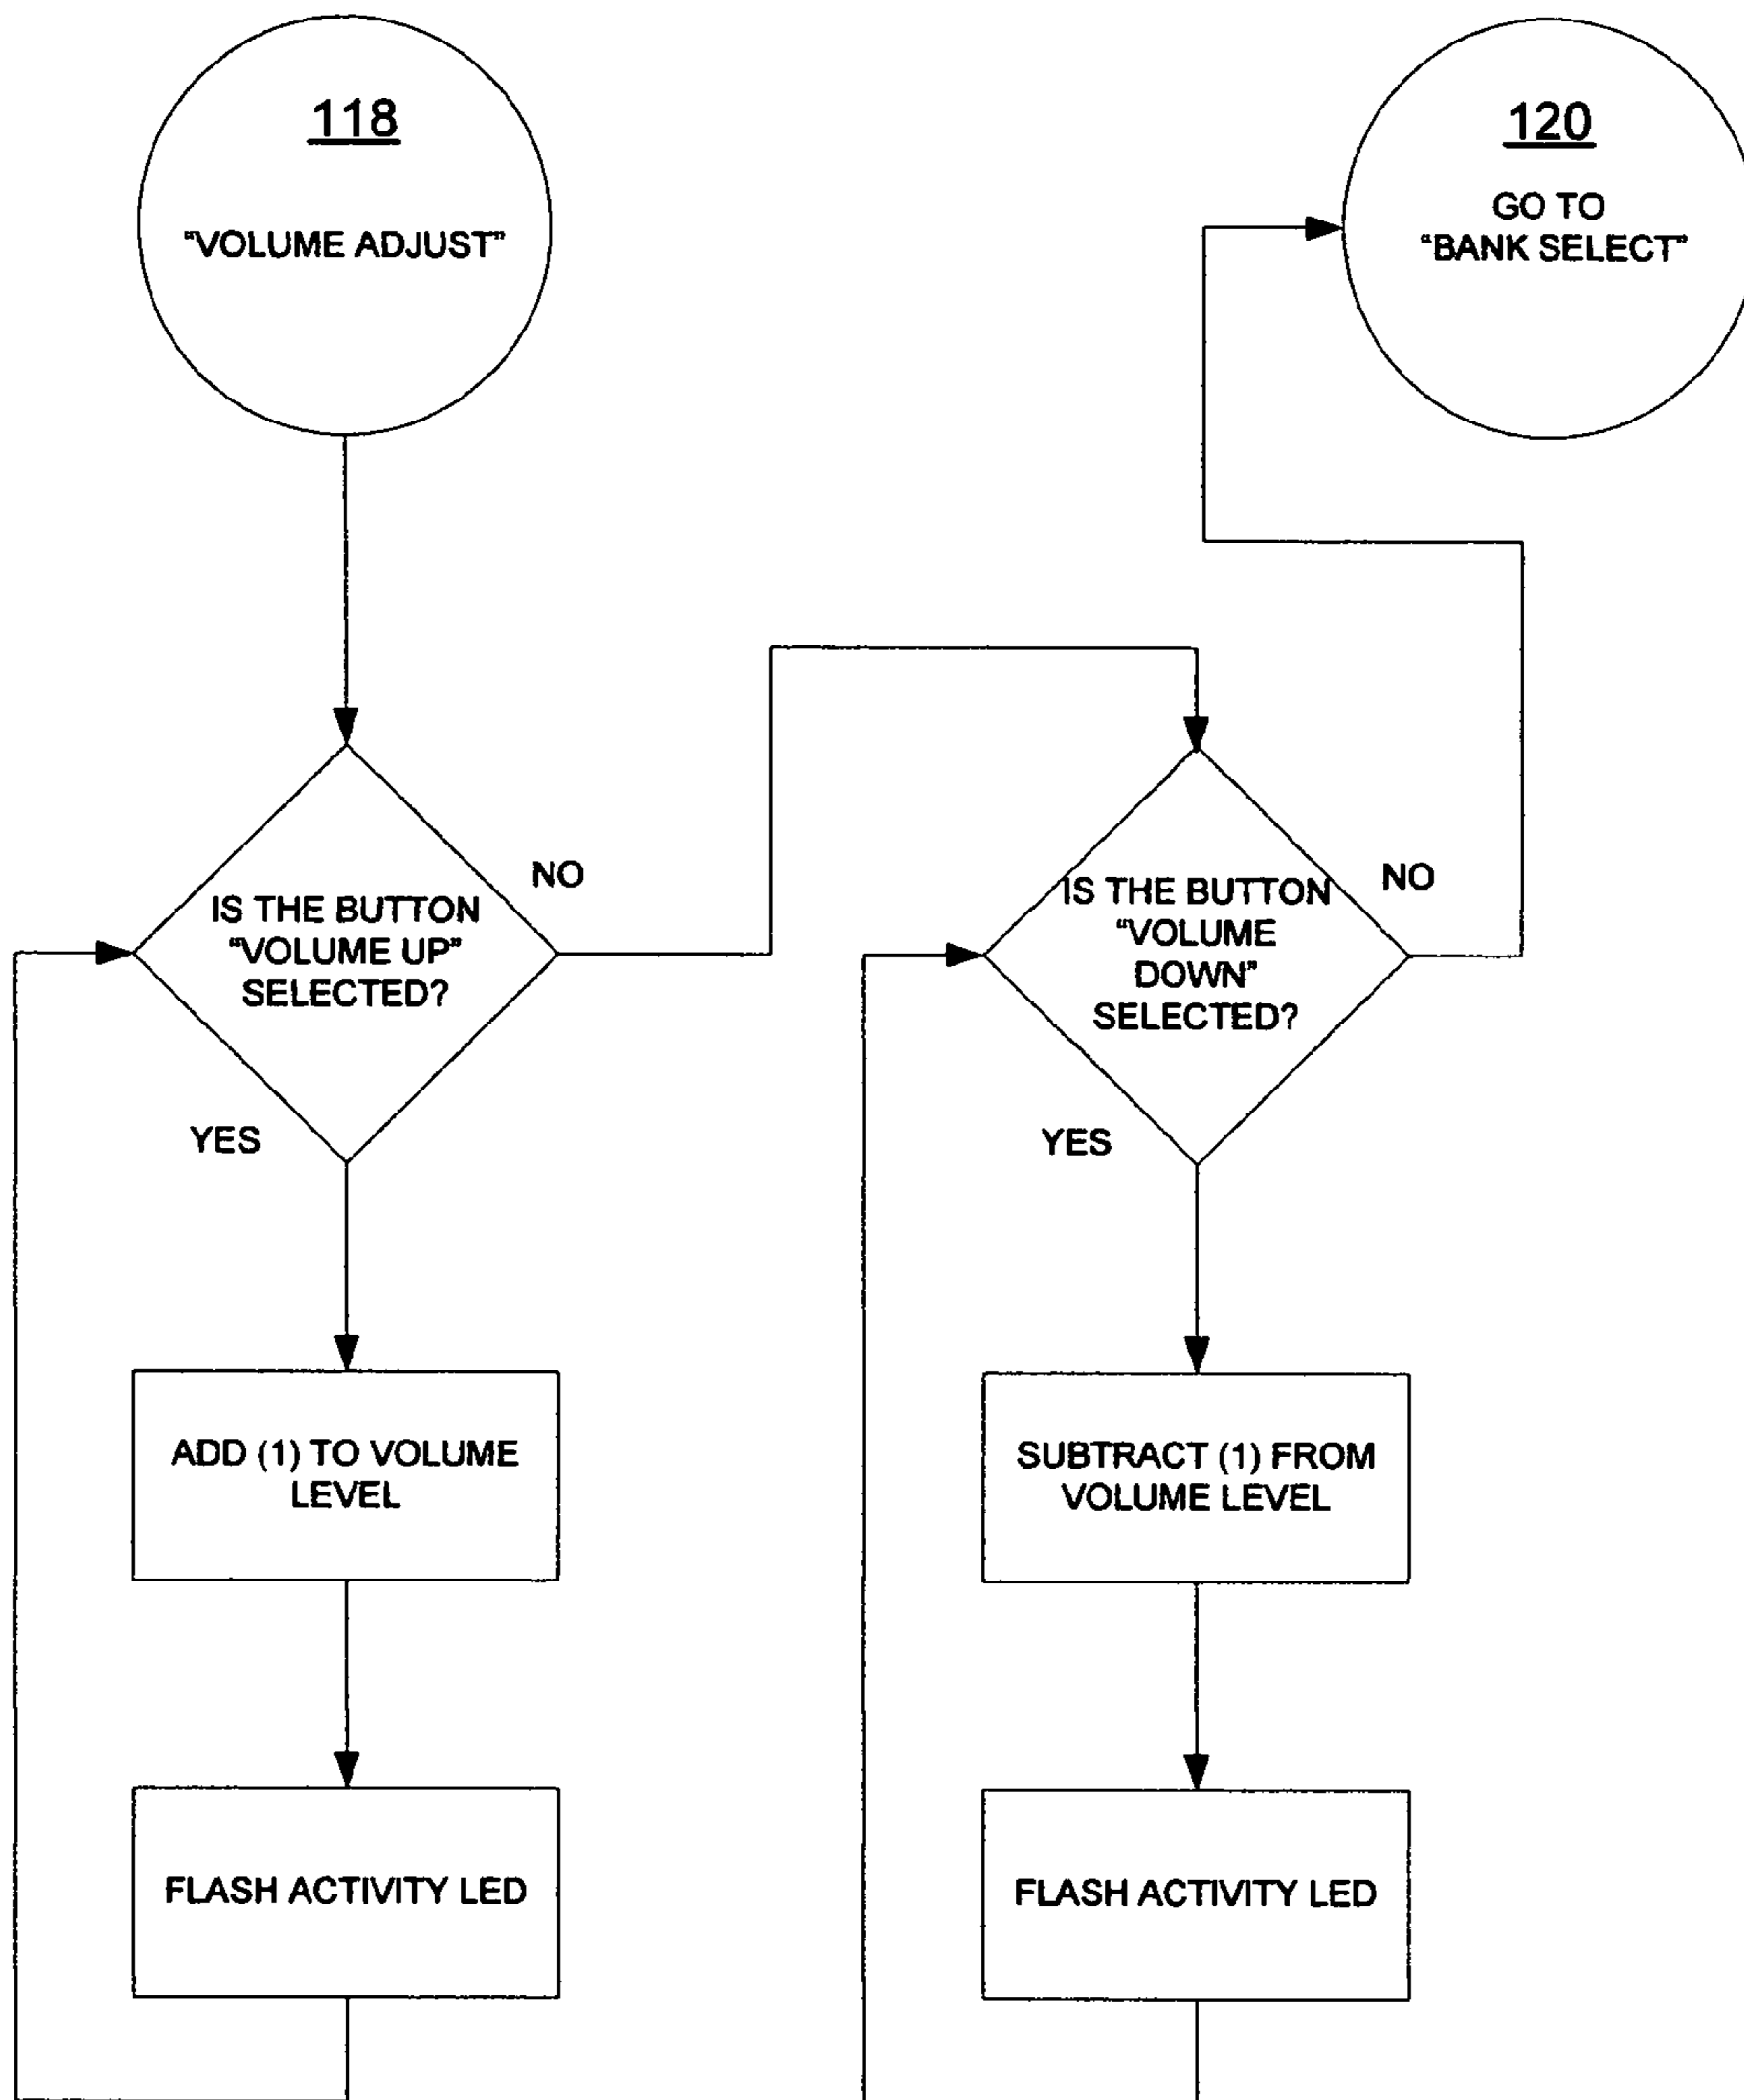 118
"VOLUME ADJUST"
120
GO TO
"BANK SELECT"
IS THE BUTTON
"VOLUME UP"
SELECTED?
NO
YES
IS THE BUTTON
"VOLUME
DOWN"
SELECTED?
NO
YES
ADD (1) TO VOLUME
LEVEL
SUBTRACT (1) FROM
VOLUME LEVEL
FLASH ACTIVITY LED
FLASH ACTIVITY LED